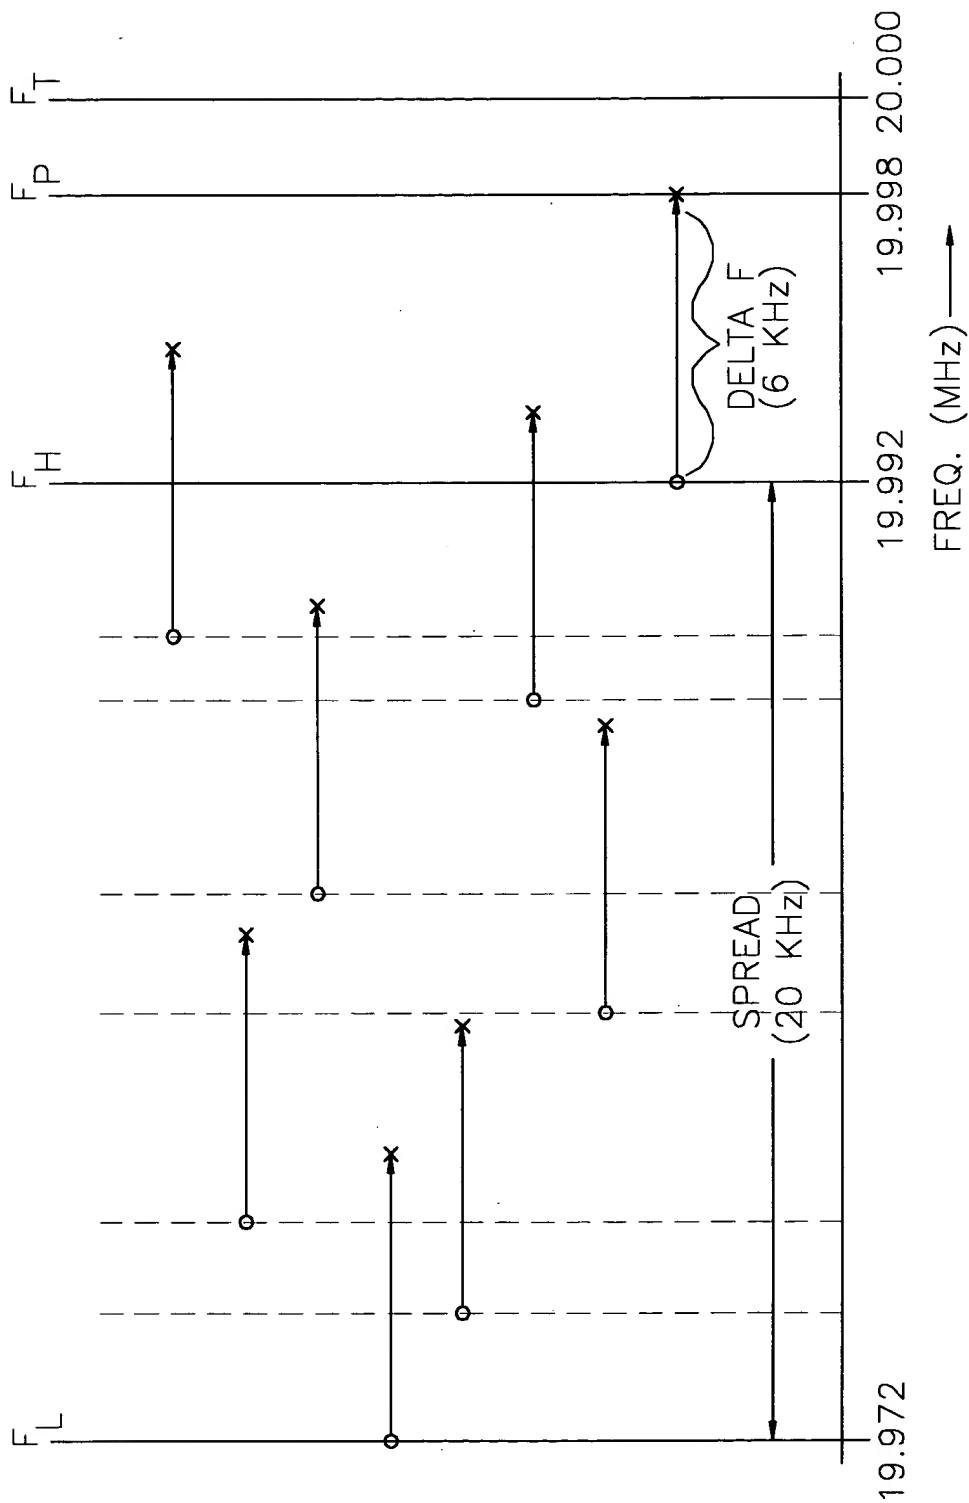 F_L
F_H
F_P
F_T
DELTA F
(6 KHz)
SPREAD
(20 KHz)
19.972
19.992
19.998
20.000
FREQ. (MHz)